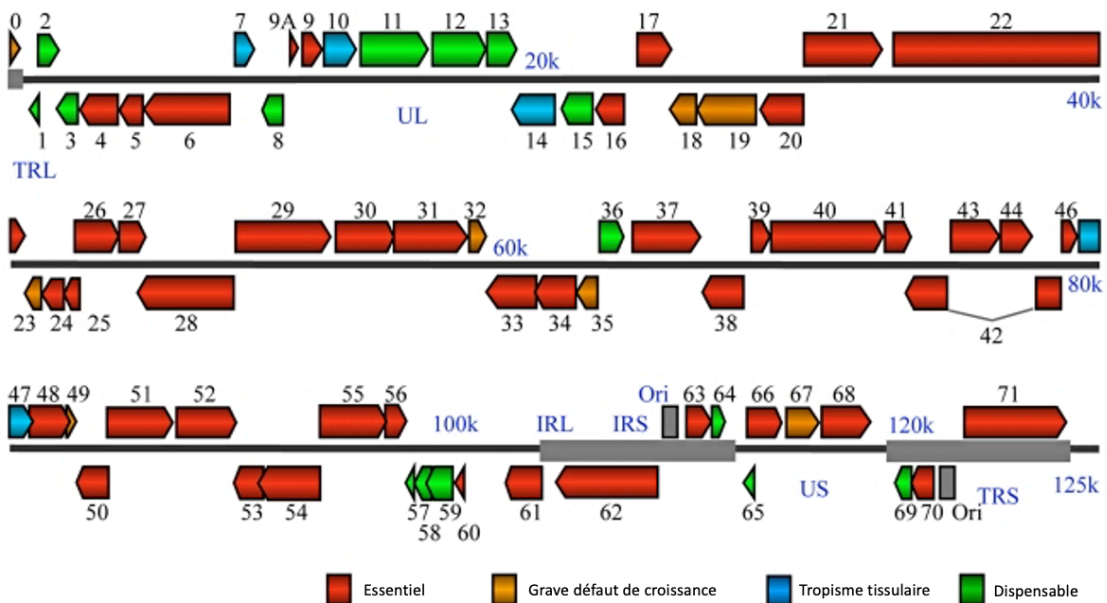 0 2 7 9A 9 10 11 12 13 17 21 22
20k
UL
40k
1 3 4 5 6 8 14 15 16 18 19 20
TRL
26 27 29 30 31 32 36 37 39 40 41 43 44 46
60k
80k
23 24 25 28 33 34 35 38 42
47 48 49 51 52 55 56 Ori 63 64 66 67 68 71
100k IRL IRS 120k
US TRS 125k
50 53 54 57 59 61 62 65 69 70 Ori
58 60
Essentiel Grave défaut de croissance Tropisme tissulaire Dispensable